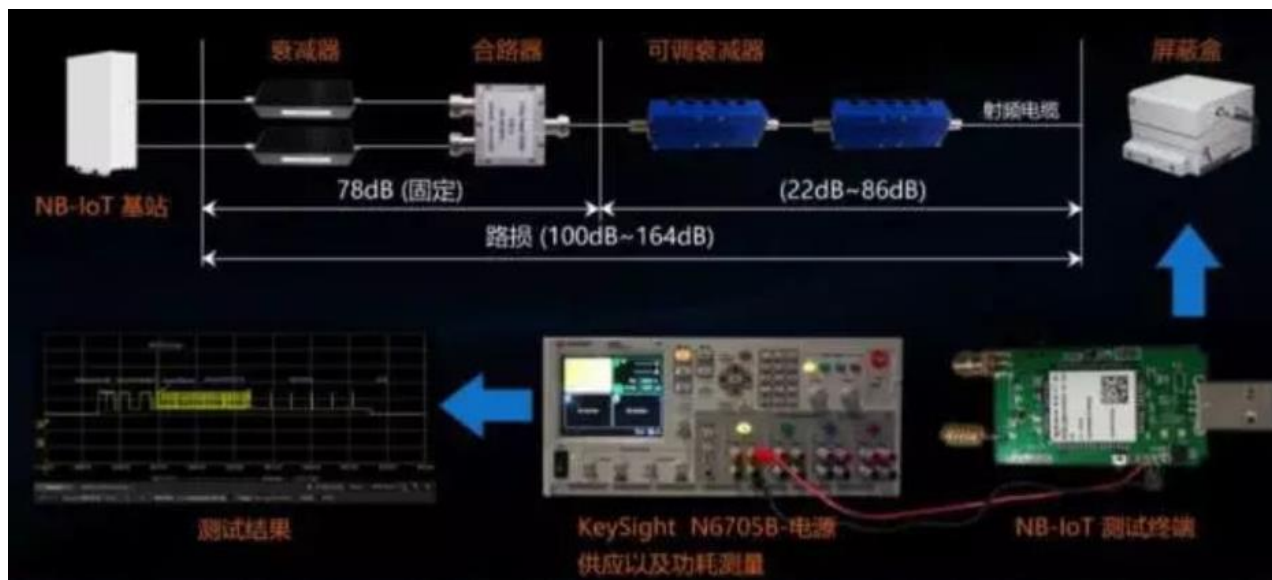 衰减器
合路器
可调衰减器
屏蔽盒
射频电缆
NB-IoT 基站
78dB (固定)
(22dB~86dB)
路损 (100dB~164dB)
测试结果
KeySight N6705B-电源
供应以及功耗测量
NB-IoT 测试终端